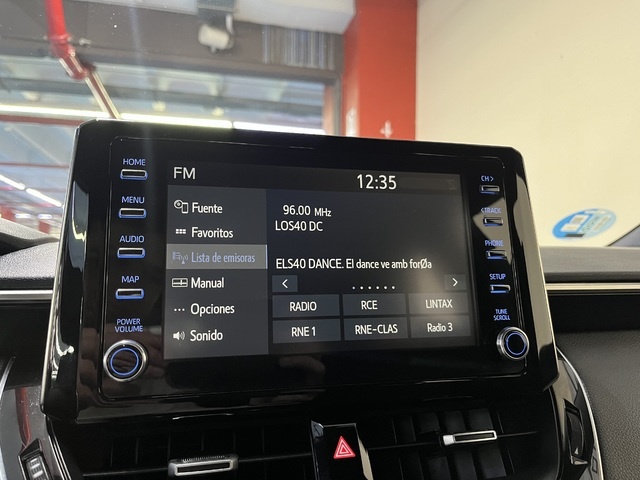 HOME
MENU
AUDIO
MAP
POWER
VOLUME
FM
12:35
Fuente
Favoritos
Lista de emisoras
Manual
Opciones
Sonido
96.00 MHz
LOS40 DC
ELS40 DANCE. El dance ve amb forØa
< >
RADIO RCE LINTAX
RNE 1 RNE-CLAS Radio 3
CH >
< TRACK
PHONE
SETUP
TUNE
SCROLL